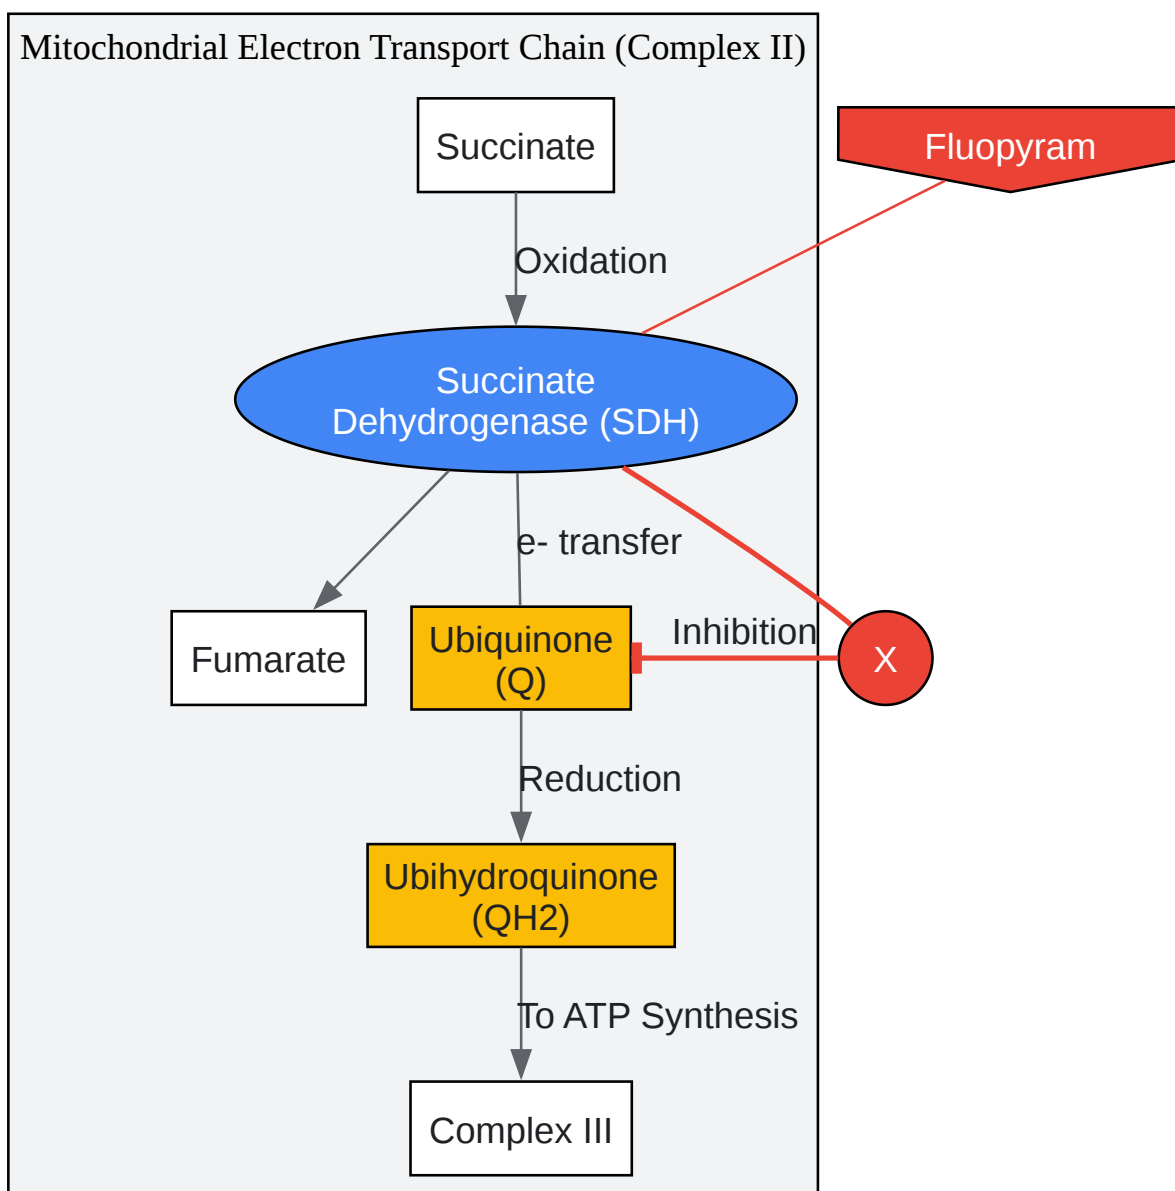 Mitochondrial Electron Transport Chain (Complex II)
Succinate
Fluopyram
Oxidation
Succinate
Dehydrogenase (SDH)
e- transfer
Inhibition
Fumarate
Ubiquinone
(Q)
X
Reduction
Ubihydroquinone
(QH2)
To ATP Synthesis
Complex III